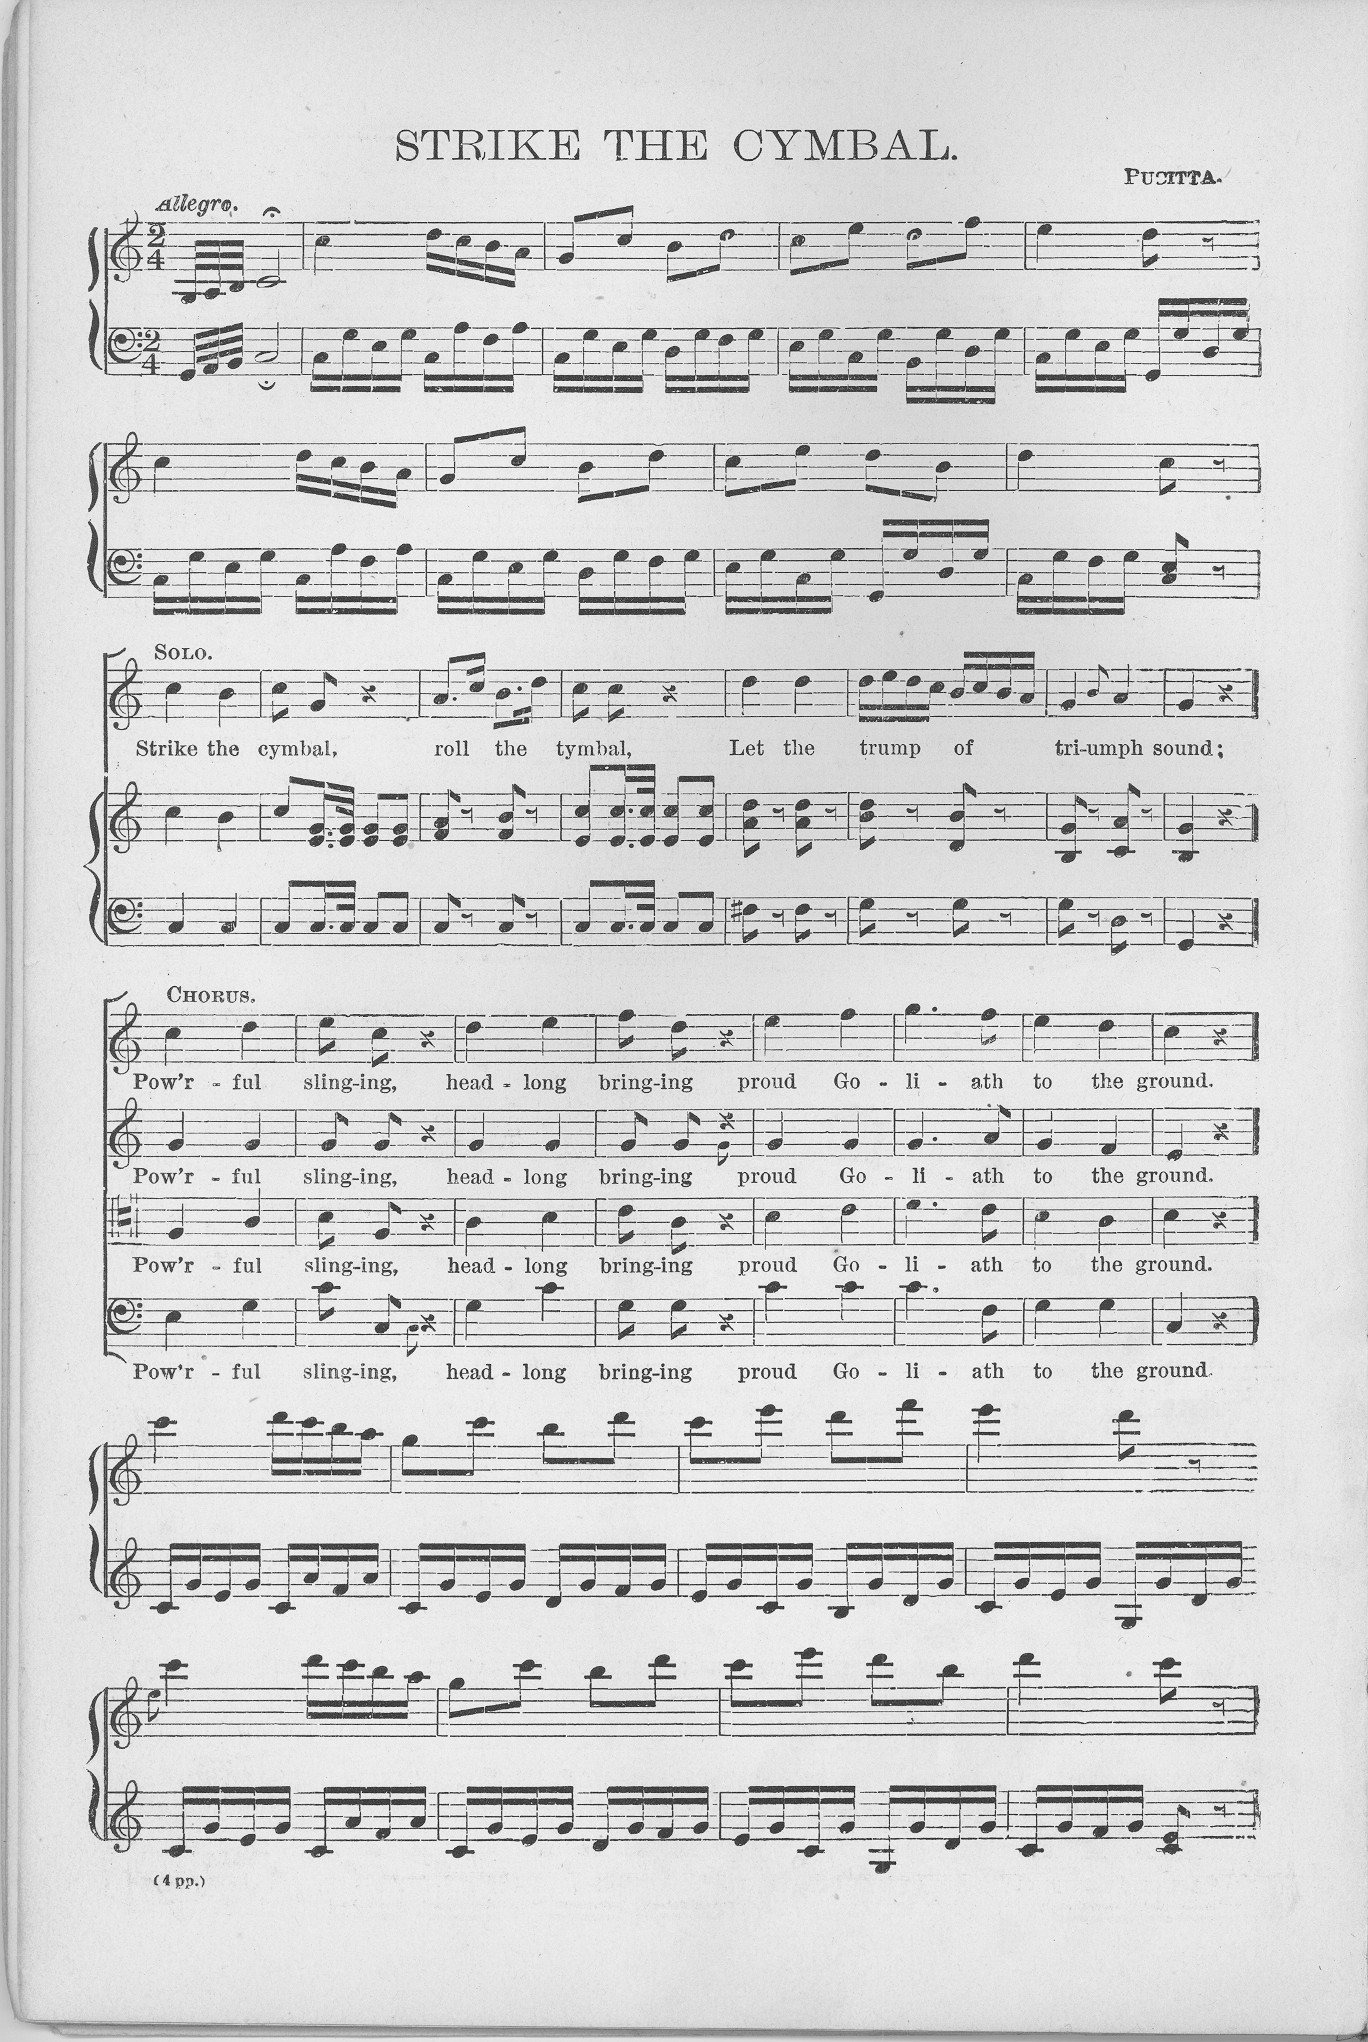 STRIKE THE CYMBAL.
PUCITTA.
Allegro.
2/4
2/4
SOLO.
Strike the cymbal, roll the tymbal, Let the trump of tri-umph sound;
CHORUS.
Pow'r - ful sling-ing, head - long bring-ing proud Go - li - ath to the ground.
Pow'r - ful sling-ing, head - long bring-ing proud Go - li - ath to the ground.
Pow'r - ful sling-ing, head - long bring-ing proud Go - li - ath to the ground.
Pow'r - ful sling-ing, head - long bring-ing proud Go - li - ath to the ground.
(4 pp.)